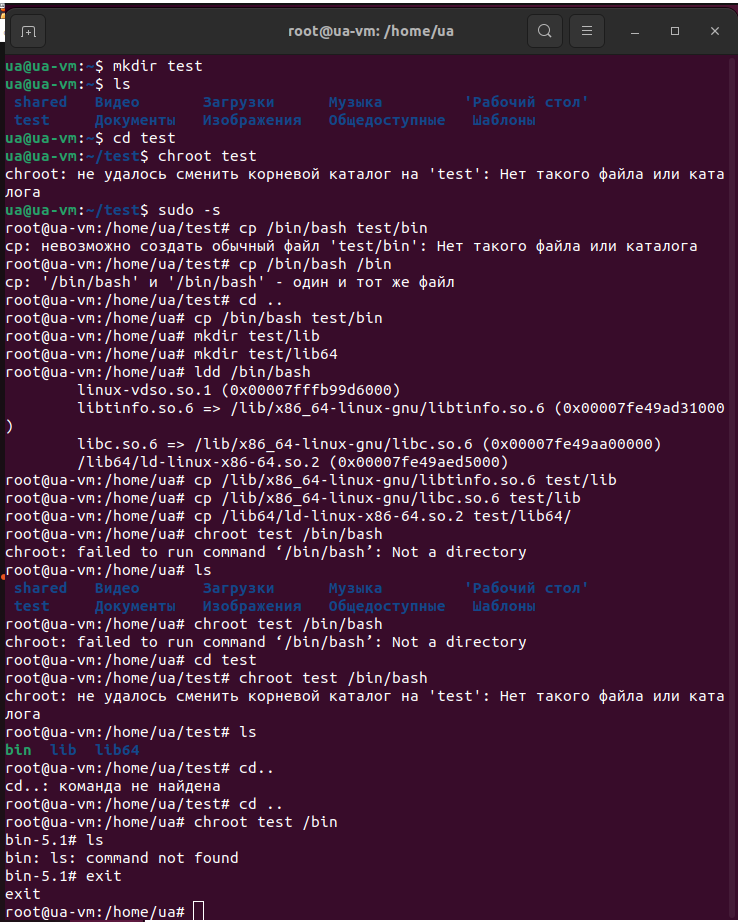 root@ua-vm: /home/ua
ua@ua-vm:~$ mkdir test
ua@ua-vm:~$ ls
shared Видео Загрузки Музыка 'Рабочий стол'
test Документы Изображения Общедоступные Шаблоны
ua@ua-vm:~$ cd test
ua@ua-vm:~/test$ chroot test
chroot: не удалось сменить корневой каталог на 'test': Нет такого файла или ката
лога
ua@ua-vm:~/test$ sudo -s
root@ua-vm:/home/ua/test# cp /bin/bash test/bin
cp: невозможно создать обычный файл 'test/bin': Нет такого файла или каталога
root@ua-vm:/home/ua/test# cp /bin/bash /bin
cp: '/bin/bash' и '/bin/bash' - один и тот же файл
root@ua-vm:/home/ua/test# cd ..
root@ua-vm:/home/ua# cp /bin/bash test/bin
root@ua-vm:/home/ua# mkdir test/lib
root@ua-vm:/home/ua# mkdir test/lib64
root@ua-vm:/home/ua# ldd /bin/bash
linux-vdso.so.1 (0x00007fffb99d6000)
libtinfo.so.6 => /lib/x86_64-linux-gnu/libtinfo.so.6 (0x00007fe49ad31000
)
libc.so.6 => /lib/x86_64-linux-gnu/libc.so.6 (0x00007fe49aa00000)
/lib64/ld-linux-x86-64.so.2 (0x00007fe49aed5000)
root@ua-vm:/home/ua# cp /lib/x86_64-linux-gnu/libtinfo.so.6 test/lib
root@ua-vm:/home/ua# cp /lib/x86_64-linux-gnu/libc.so.6 test/lib
root@ua-vm:/home/ua# cp /lib64/ld-linux-x86-64.so.2 test/lib64/
root@ua-vm:/home/ua# chroot test /bin/bash
chroot: failed to run command ‘/bin/bash’: Not a directory
root@ua-vm:/home/ua# ls
shared Видео Загрузки Музыка 'Рабочий стол'
test Документы Изображения Общедоступные Шаблоны
root@ua-vm:/home/ua# chroot test /bin/bash
chroot: failed to run command ‘/bin/bash’: Not a directory
root@ua-vm:/home/ua# cd test
root@ua-vm:/home/ua/test# chroot test /bin/bash
chroot: не удалось сменить корневой каталог на 'test': Нет такого файла или ката
лога
root@ua-vm:/home/ua/test# ls
bin lib lib64
root@ua-vm:/home/ua/test# cd..
cd..: команда не найдена
root@ua-vm:/home/ua/test# cd ..
root@ua-vm:/home/ua# chroot test /bin
bin-5.1# ls
bin: ls: command not found
bin-5.1# exit
exit
root@ua-vm:/home/ua#